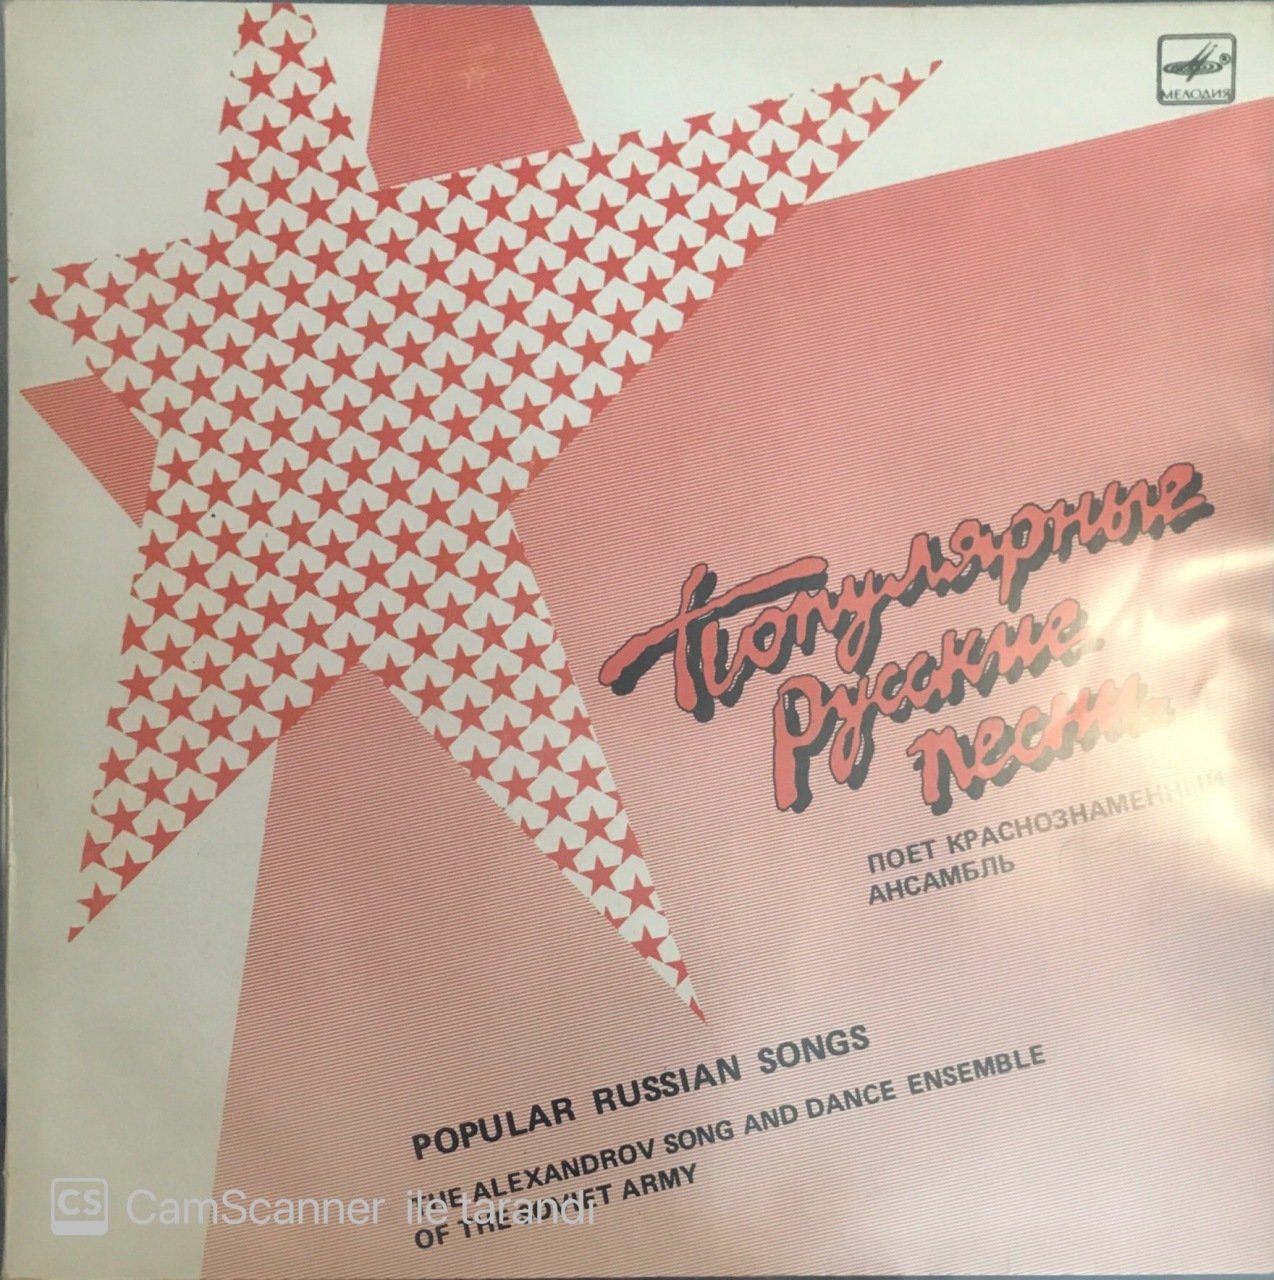 МЕЛОДИЯ
Популярные
Русские
песни
ПОЕТ КРАСНОЗНАМЕННЫЙ
АНСАМБЛЬ
POPULAR RUSSIAN SONGS
THE ALEXANDROV SONG AND DANCE ENSEMBLE
OF THE SOVIET ARMY
CS CamScanner ile tarandı